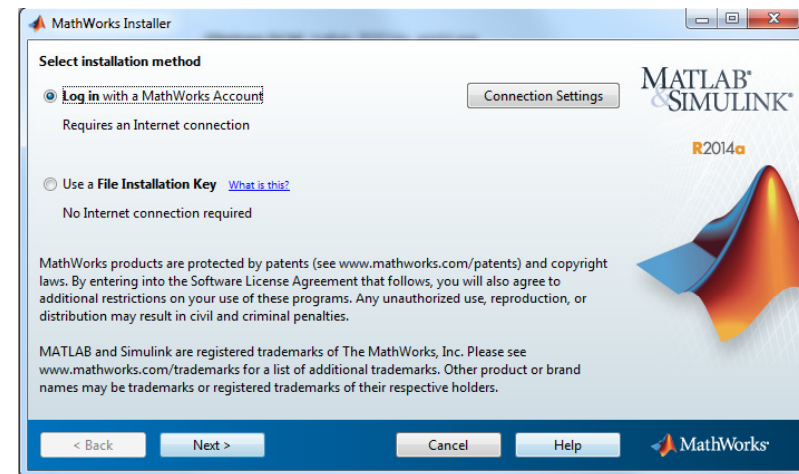 MathWorks Installer
Select installation method
Log in with a MathWorks Account
Connection Settings
Requires an Internet connection
Use a File Installation Key What is this?
No Internet connection required
MathWorks products are protected by patents (see www.mathworks.com/patents) and copyright
laws. By entering into the Software License Agreement that follows, you will also agree to
additional restrictions on your use of these programs. Any unauthorized use, reproduction, or
distribution may result in civil and criminal penalties.
MATLAB and Simulink are registered trademarks of The MathWorks, Inc. Please see
www.mathworks.com/trademarks for a list of additional trademarks. Other product or brand
names may be trademarks or registered trademarks of their respective holders.
MATLAB®
&SIMULINK®
R2014a
< Back
Next >
Cancel
Help
MathWorks®